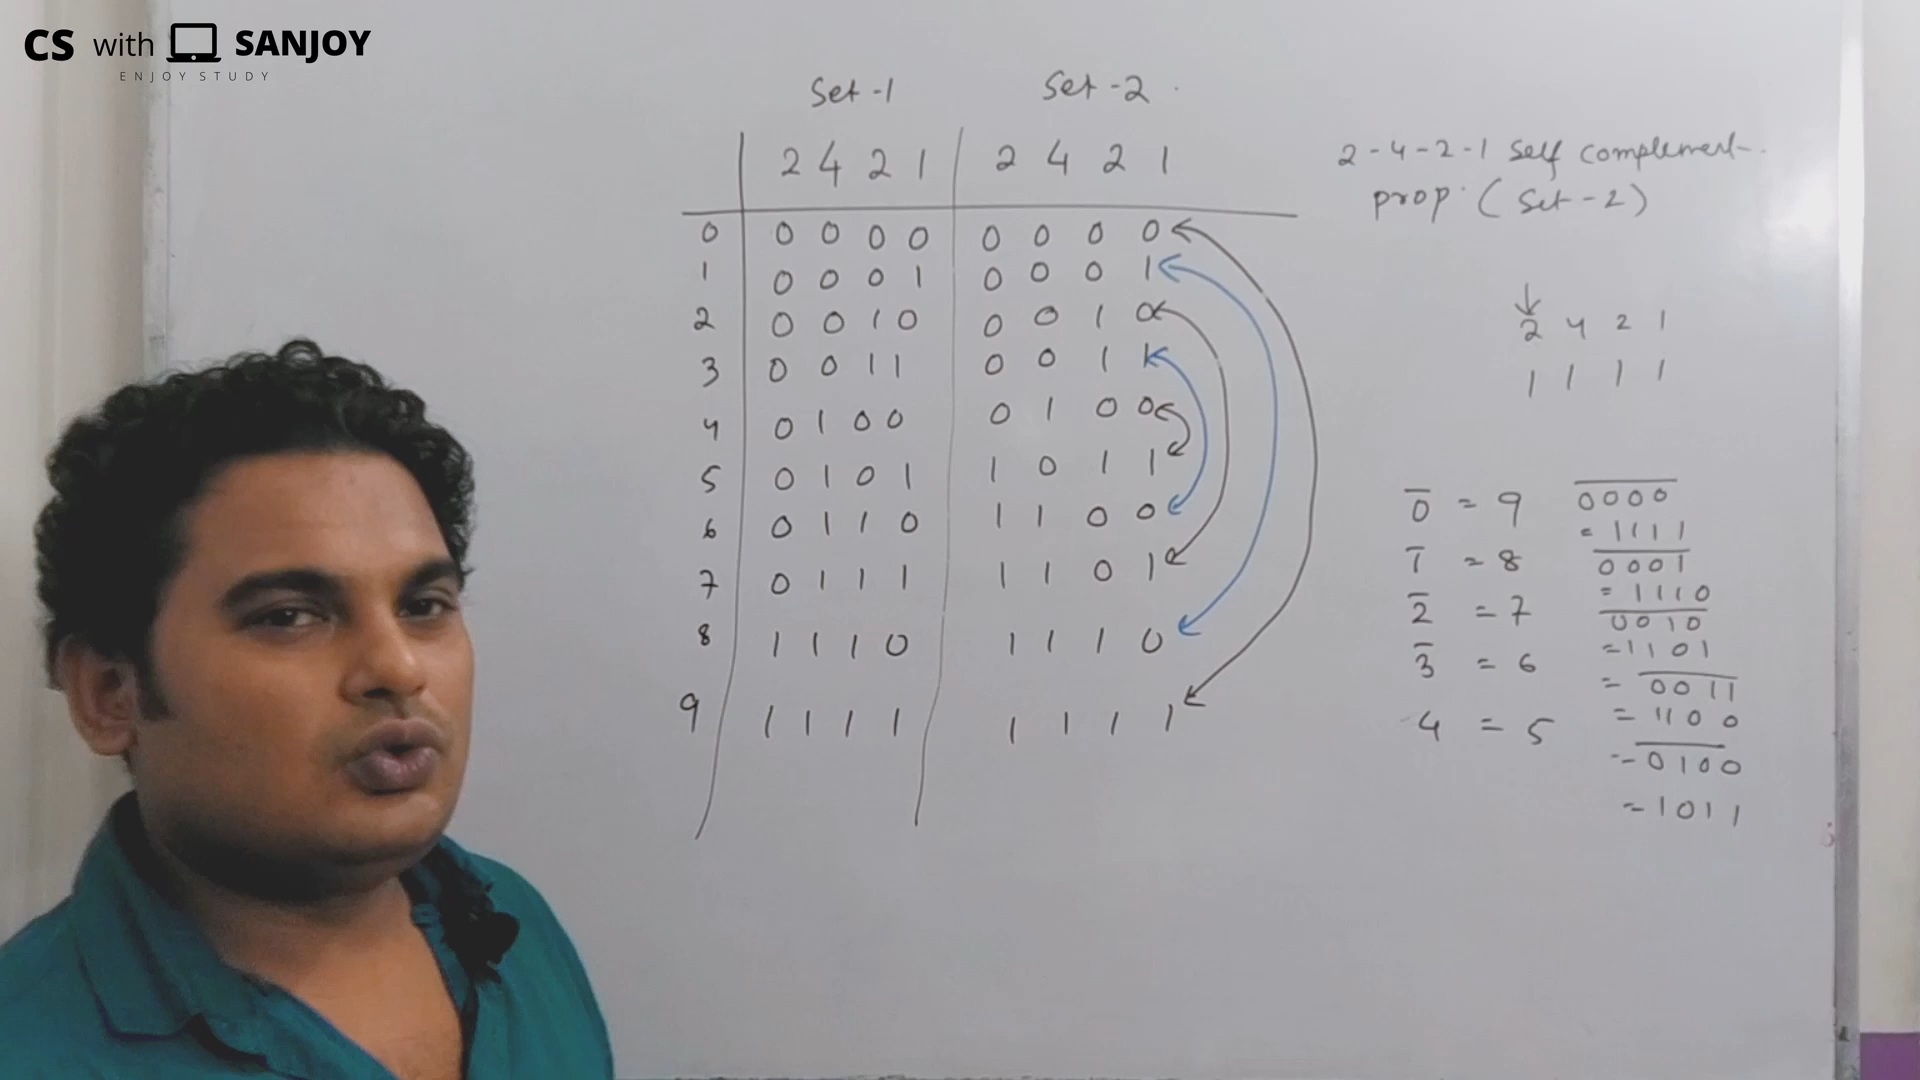 CS with SANJOY
ENJOY STUDY
Set-1 Set-2
2 4 2 1 2 4 2 1
0 0 0 0 0 0 0 0 0
1 0 0 0 1 0 0 0 1
2 0 0 1 0 0 0 1 0
3 0 0 1 1 0 0 1 1
4 0 1 0 0 0 1 0 0
5 0 1 0 1 1 0 1 1
6 0 1 1 0 1 1 0 0
7 0 1 1 1 1 1 0 1
8 1 1 1 0 1 1 1 0
9 1 1 1 1 1 1 1 1
2-4-2-1 Self complement
prop. (Set-2)
2 4 2 1
1 1 1 1
0̅ = 9
1̅ = 8
2̅ = 7
3̅ = 6
4 = 5
0000
= 1111
0001
= 1110
0010
= 1101
= 0011
= 1100
= 0100
= 1011